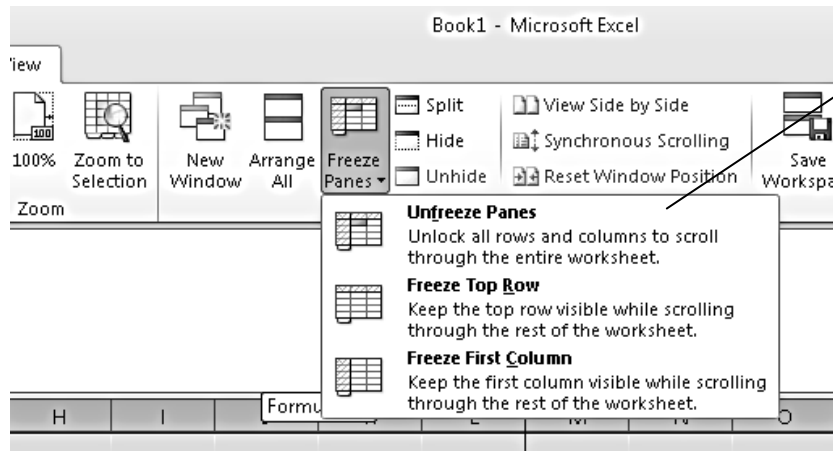 Book1 - Microsoft Excel
View
100%
Zoom to
Selection
New
Window
Arrange
All
Freeze
Panes
Split
Hide
Unhide
View Side by Side
Synchronous Scrolling
Reset Window Position
Save
Zoom
Unfreeze Panes
Unlock all rows and columns to scroll
through the entire worksheet.
Freeze Top Row
Keep the top row visible while scrolling
through the rest of the worksheet.
Freeze First Column
Keep the first column visible while scrolling
through the rest of the worksheet.
H I O